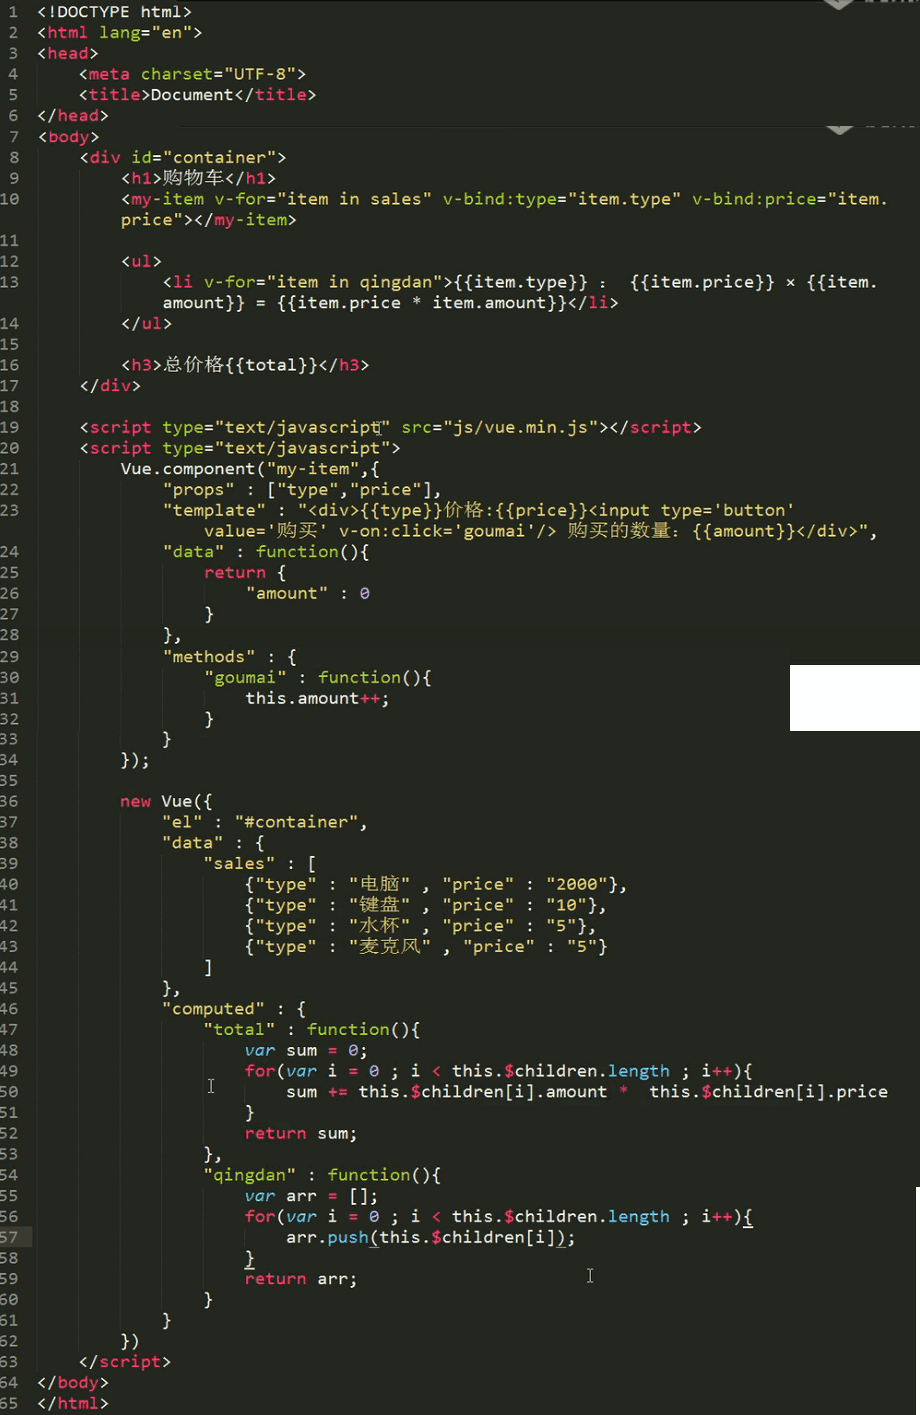 1 <!DOCTYPE html>
2 <html lang="en">
3 <head>
4 <meta charset="UTF-8">
5 <title>Document</title>
6 </head>
7 <body>
8 <div id="container">
9 <h1>购物车</h1>
10 <my-item v-for="item in sales" v-bind:type="item.type" v-bind:price="item.
price"></my-item>
11
12 <ul>
13 <li v-for="item in qingdan">{{item.type}} : {{item.price}} × {{item.
amount}} = {{item.price * item.amount}}</li>
14 </ul>
15
16 <h3>总价格{{total}}</h3>
17 </div>
18
19 <script type="text/javascript" src="js/vue.min.js"></script>
20 <script type="text/javascript">
21 Vue.component("my-item",{
22 "props" : ["type","price"],
23 "template" : "<div>{{type}}价格:{{price}}<input type='button'
value='购买' v-on:click='goumai'/> 购买的数量：{{amount}}</div>",
24 "data" : function(){
25 return {
26 "amount" : 0
27 }
28 },
29 "methods" : {
30 "goumai" : function(){
31 this.amount++;
32 }
33 }
34 });
35
36 new Vue({
37 "el" : "#container",
38 "data" : {
39 "sales" : [
40 {"type" : "电脑" , "price" : "2000"},
41 {"type" : "键盘" , "price" : "10"},
42 {"type" : "水杯" , "price" : "5"},
43 {"type" : "麦克风" , "price" : "5"}
44 ]
45 },
46 "computed" : {
47 "total" : function(){
48 var sum = 0;
49 for(var i = 0 ; i < this.$children.length ; i++){
50 sum += this.$children[i].amount * this.$children[i].price
51 }
52 return sum;
53 },
54 "qingdan" : function(){
55 var arr = [];
56 for(var i = 0 ; i < this.$children.length ; i++){
57 arr.push(this.$children[i]);
58 }
59 return arr;
60 }
61 }
62 })
63 </script>
64 </body>
65 </html>